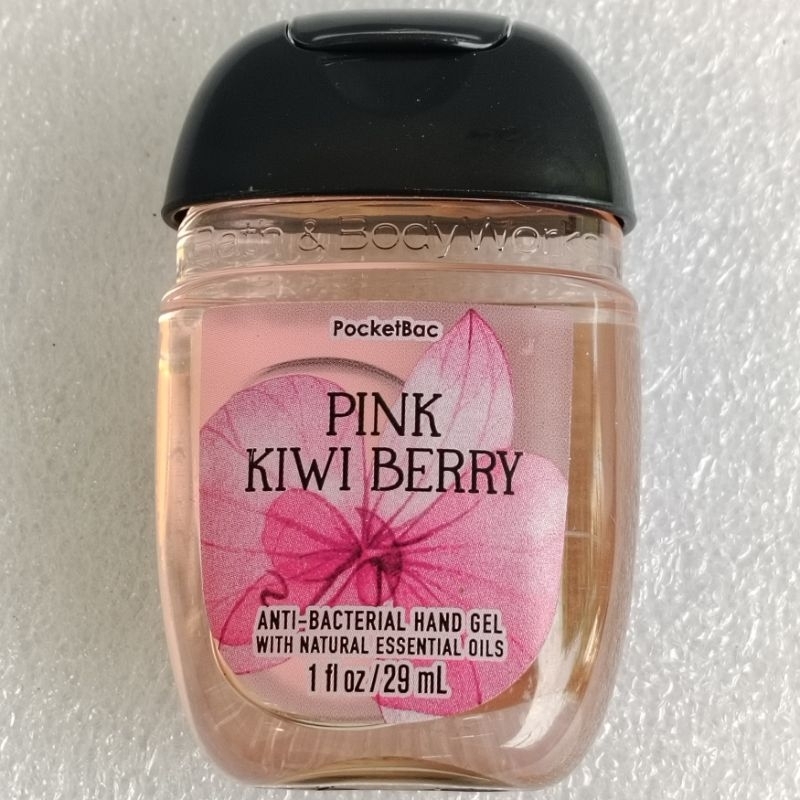 Bath & Body Works
PocketBac
PINK
KIWI BERRY
ANTI-BACTERIAL HAND GEL
WITH NATURAL ESSENTIAL OILS
1 fl oz / 29 mL